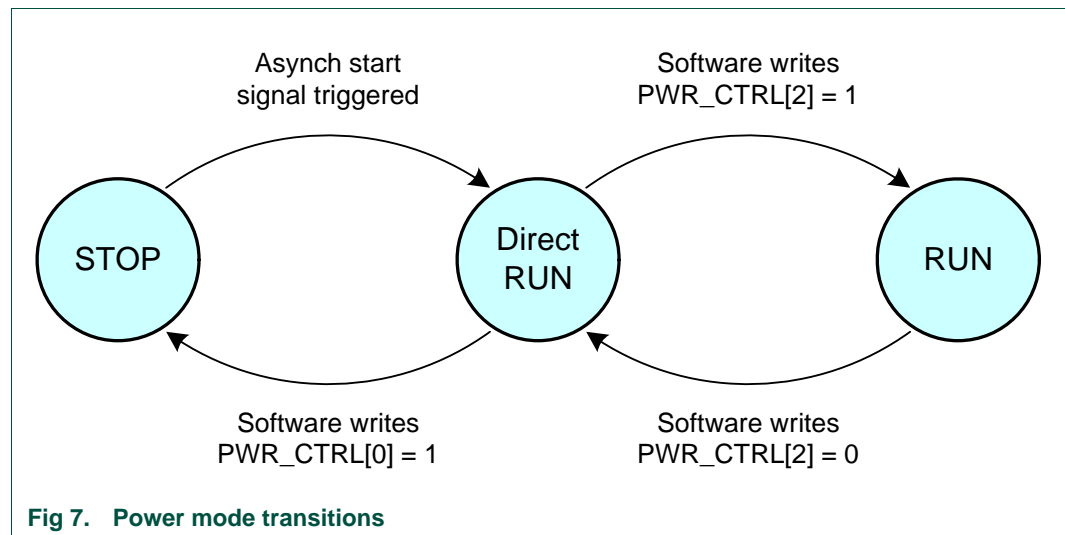 Asynch start
signal triggered
Software writes
PWR_CTRL[2] = 1
STOP
Direct
RUN
RUN
Software writes
PWR_CTRL[0] = 1
Software writes
PWR_CTRL[2] = 0
Fig 7. Power mode transitions